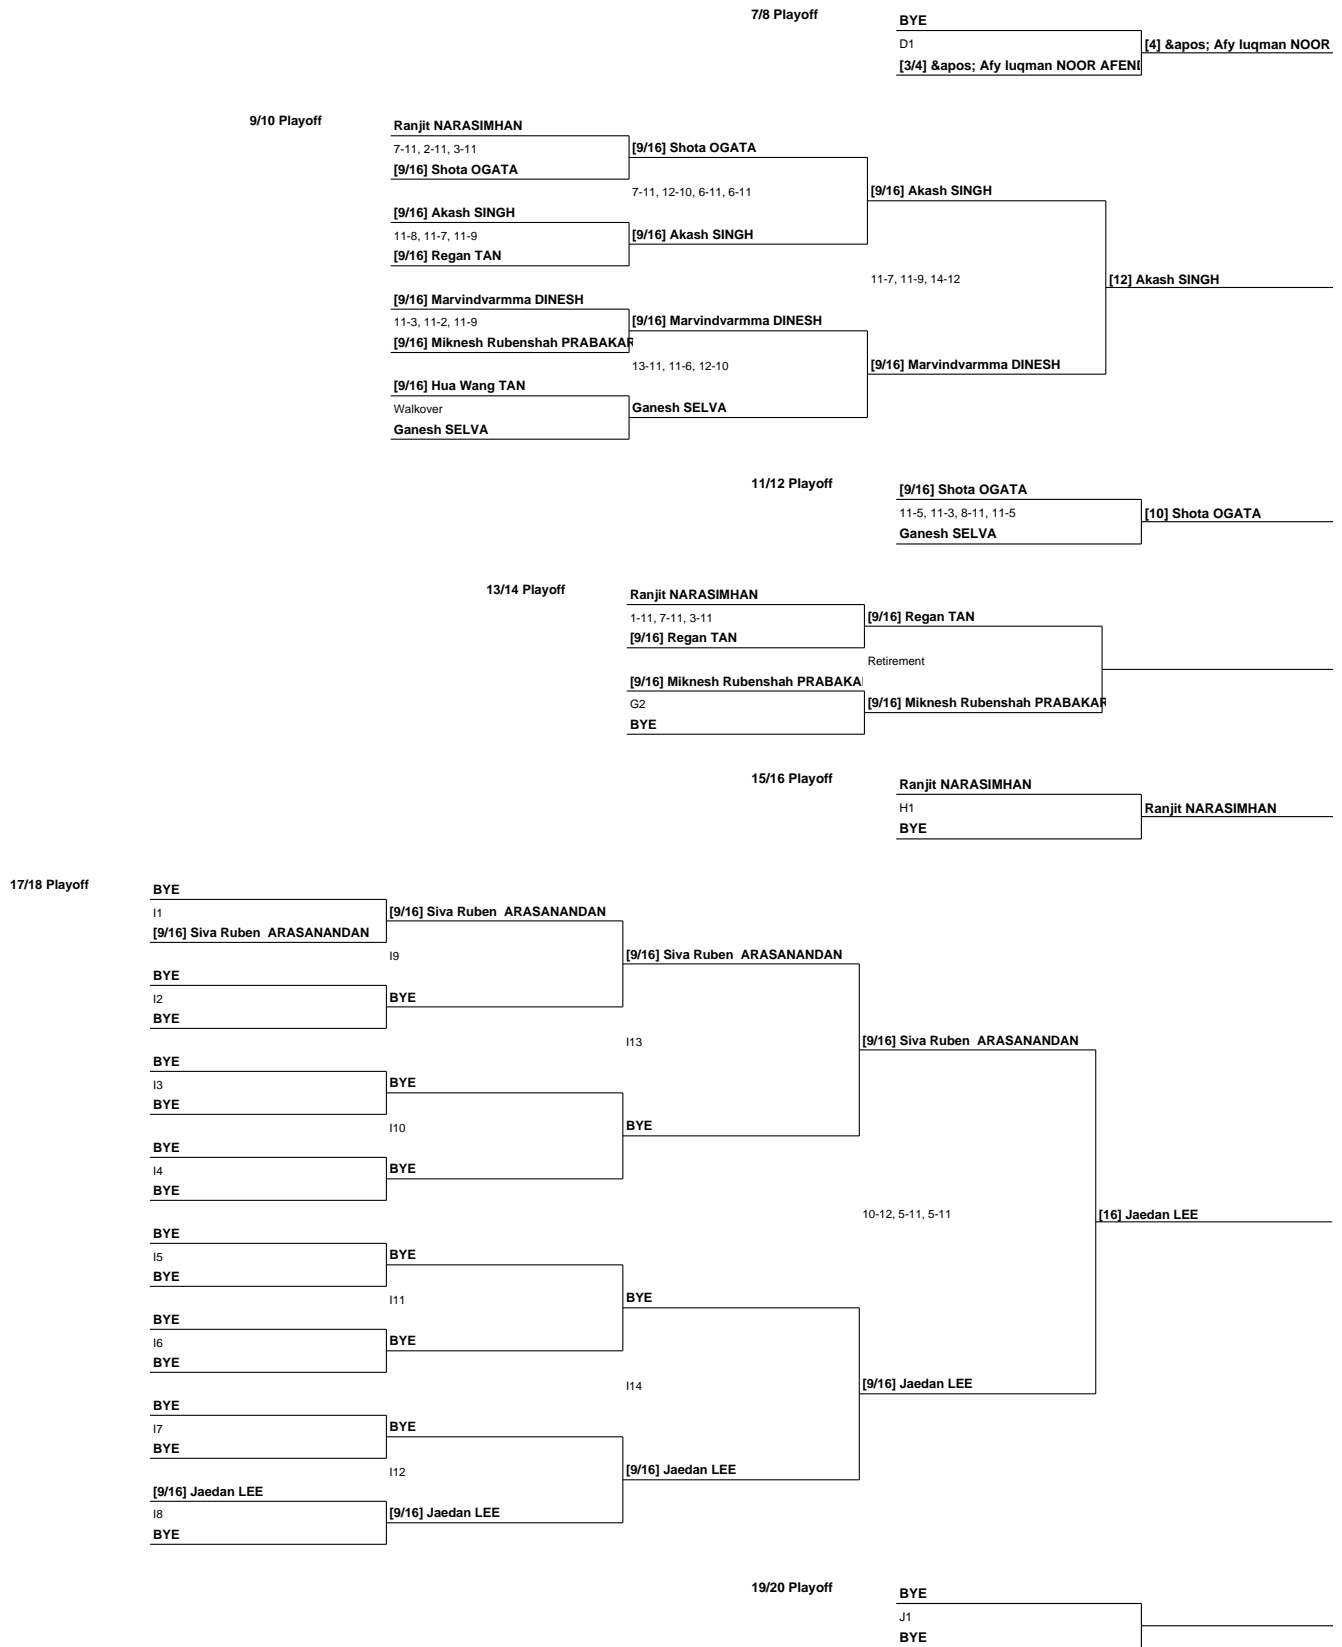 7/8 Playoff
BYE
D1
[4] &apos; Afy luqman NOOR
[3/4] &apos; Afy luqman NOOR AFEND
9/10 Playoff
Ranjit NARASIMHAN
7-11, 2-11, 3-11
[9/16] Shota OGATA
[9/16] Shota OGATA
7-11, 12-10, 6-11, 6-11
[9/16] Akash SINGH
[9/16] Akash SINGH
11-8, 11-7, 11-9
[9/16] Akash SINGH
[9/16] Regan TAN
11-7, 11-9, 14-12
[12] Akash SINGH
[9/16] Marvindvarmma DINESH
11-3, 11-2, 11-9
[9/16] Marvindvarmma DINESH
[9/16] Miknesh Rubenshah PRABAKAR
13-11, 11-6, 12-10
[9/16] Marvindvarmma DINESH
[9/16] Hua Wang TAN
Walkover
Ganesh SELVA
Ganesh SELVA
11/12 Playoff
[9/16] Shota OGATA
11-5, 11-3, 8-11, 11-5
[10] Shota OGATA
Ganesh SELVA
13/14 Playoff
Ranjit NARASIMHAN
1-11, 7-11, 3-11
[9/16] Regan TAN
[9/16] Regan TAN
Retirement
[9/16] Miknesh Rubenshah PRABAKA
G2
[9/16] Miknesh Rubenshah PRABAKAR
BYE
15/16 Playoff
Ranjit NARASIMHAN
H1
Ranjit NARASIMHAN
BYE
17/18 Playoff
BYE
I1
[9/16] Siva Ruben  ARASANANDAN
[9/16] Siva Ruben  ARASANANDAN
I9
[9/16] Siva Ruben  ARASANANDAN
BYE
I2
BYE
BYE
I13
[9/16] Siva Ruben  ARASANANDAN
BYE
I3
BYE
BYE
I10
BYE
BYE
I4
BYE
BYE
10-12, 5-11, 5-11
[16] Jaedan LEE
BYE
I5
BYE
BYE
I11
BYE
BYE
I6
BYE
BYE
I14
[9/16] Jaedan LEE
BYE
I7
BYE
BYE
I12
[9/16] Jaedan LEE
[9/16] Jaedan LEE
I8
[9/16] Jaedan LEE
BYE
19/20 Playoff
BYE
J1
BYE